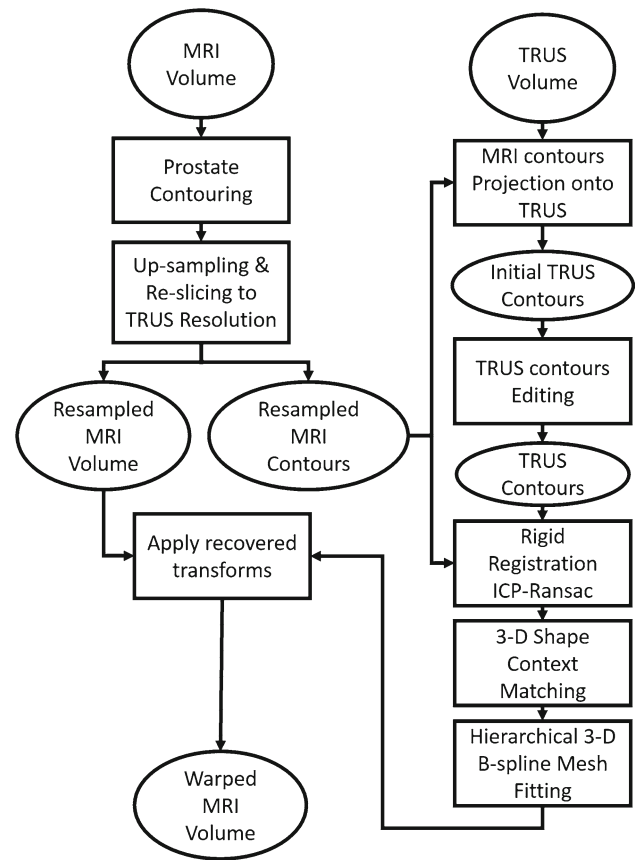 MRI
Volume
Prostate
Contouring
Up-sampling &
Re-slicing to
TRUS Resolution
Resampled
MRI
Volume
Resampled
MRI
Contours
Apply recovered
transforms
Warped
MRI
Volume
TRUS
Volume
MRI contours
Projection onto
TRUS
Initial TRUS
Contours
TRUS contours
Editing
TRUS
Contours
Rigid
Registration
ICP-Ransac
3-D Shape
Context
Matching
Hierarchical 3-D
B-spline Mesh
Fitting